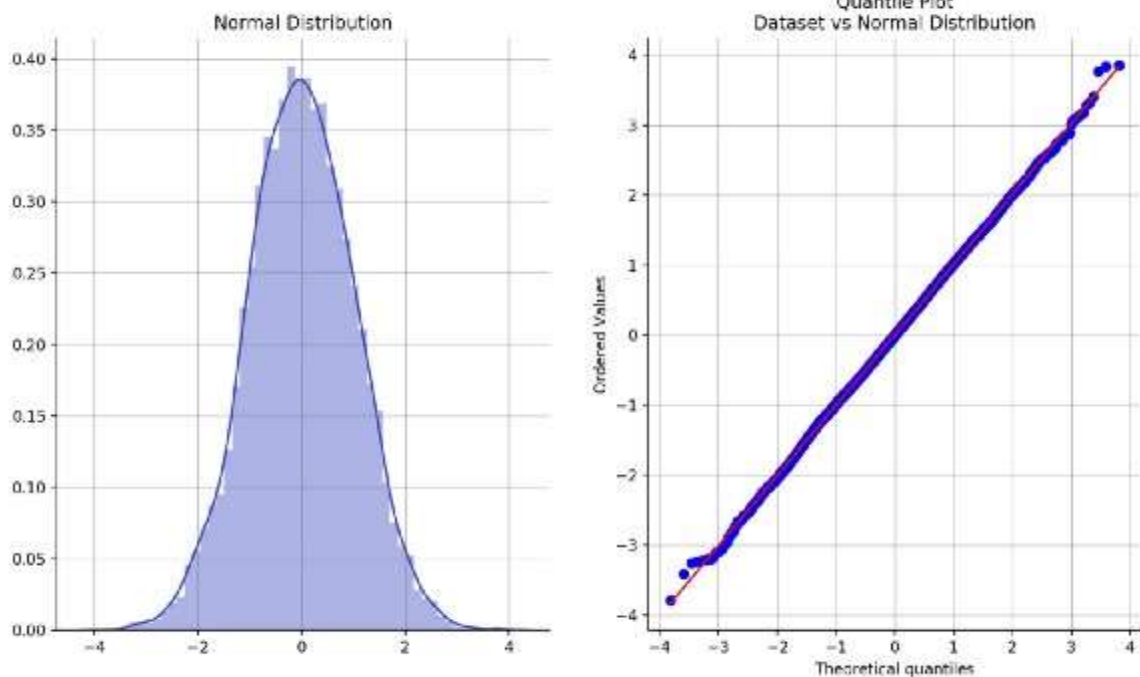 Normal Distribution
0.40
0.35
0.30
0.25
0.20
0.15
0.10
0.05
0.00
−4 −2 0 2 4
Quantile Plot
Dataset vs Normal Distribution
Ordered Values
4
3
2
1
0
−1
−2
−3
−4
−4 −3 −2 −1 0 1 2 3 4
Theoretical quantiles